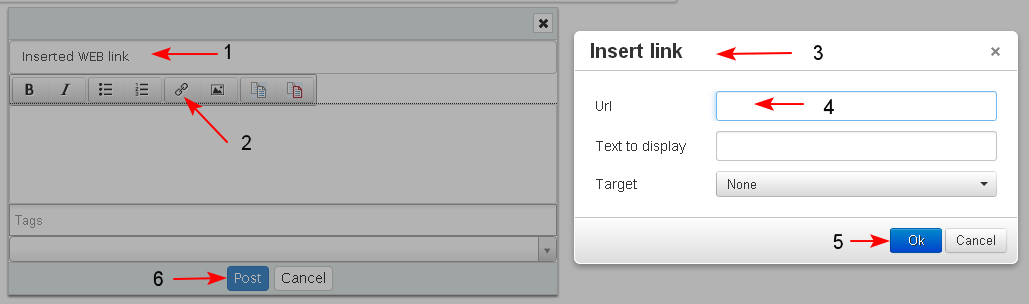 Inserted WEB link
1
B I
2
Tags
6
Post Cancel
Insert link
3
×
Url
4
Text to display
Target None
5
Ok Cancel